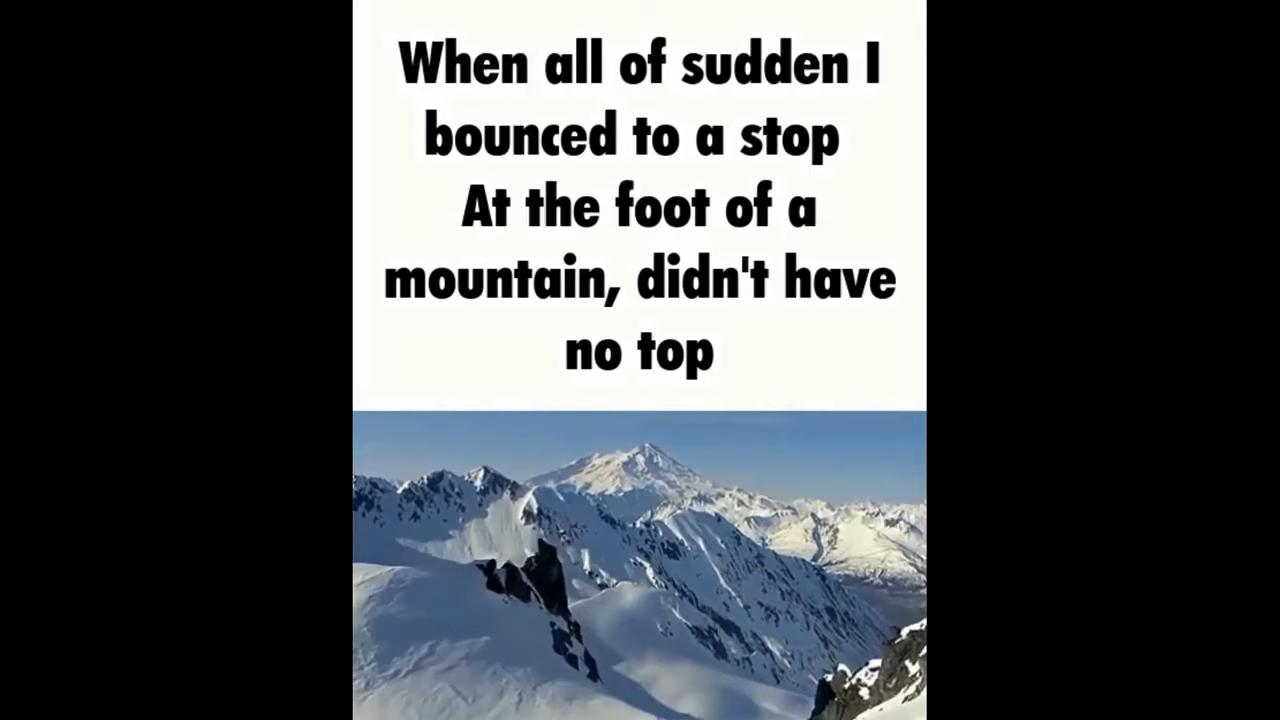 When all of sudden I
bounced to a stop
At the foot of a
mountain, didn't have
no top